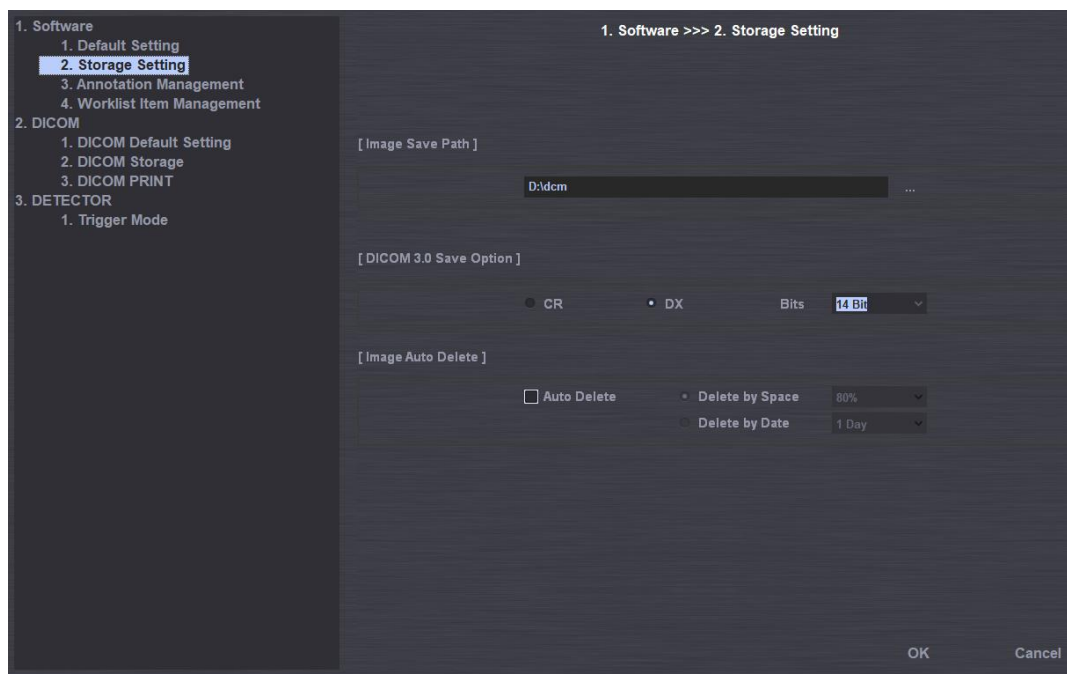 1. Software
1. Default Setting
2. Storage Setting
3. Annotation Management
4. Worklist Item Management
2. DICOM
1. DICOM Default Setting
2. DICOM Storage
3. DICOM PRINT
3. DETECTOR
1. Trigger Mode
1. Software >>> 2. Storage Setting
[ Image Save Path ]
D:\dcm ...
[ DICOM 3.0 Save Option ]
CR DX Bits 14 Bit
[ Image Auto Delete ]
Auto Delete Delete by Space 80%
Delete by Date 1 Day
OK Cancel